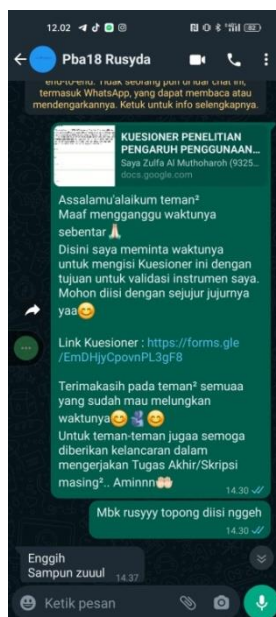 12.02
Pba18 Rusyda
end-to-end. Tidak seorang pun di luar chat ini,
termasuk WhatsApp, yang dapat membaca atau
mendengarkannya. Ketuk untuk info selengkapnya.
KUESIONER PENELITIAN
PENGARUH PENGGUNAAN...
Saya Zulfa Al Muthoharoh (9325...
docs.google.com
Assalamu'alaikum teman²
Maaf mengganggu waktunya
sebentar🙏🏻
Disini saya meminta waktunya
untuk mengisi Kuesioner ini dengan
tujuan untuk validasi instrumen saya.
Mohon diisi dengan sejujur jujurnya
yaa😊
Link Kuesioner : https://forms.gle
/EmDHjyCpovnPL3gF8
Terimakasih pada teman² semuaa
yang sudah mau melungkan
waktunya😊🫂😊
Untuk teman-teman jugaa semoga
diberikan kelancaran dalam
mengerjakan Tugas Akhir/Skripsi
masing².. Aminnn🤲🏻
14.30
Mbk rusyyy topong diisi nggeh
14.30
Enggih
Sampun zuuul
14.37
Ketik pesan